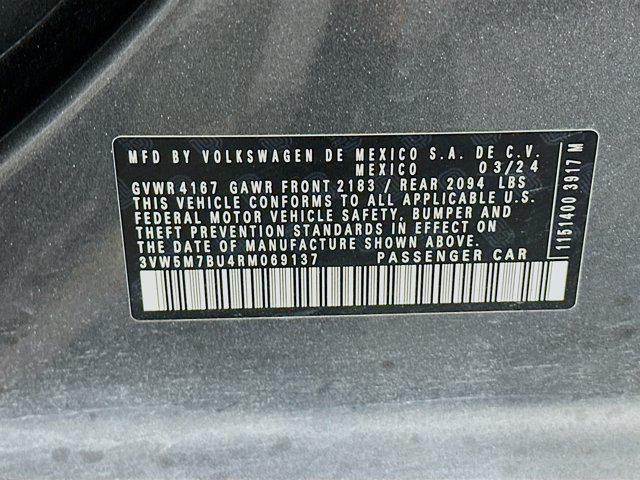 MFD BY VOLKSWAGEN DE MEXICO S.A. DE C.V.
MEXICO 03/24
GVWR 4167 GAWR FRONT 2183 / REAR 2094 LBS
THIS VEHICLE CONFORMS TO ALL APPLICABLE U.S.
FEDERAL MOTOR VEHICLE SAFETY, BUMPER AND
THEFT PREVENTION STANDARDS IN EFFECT ON
THE DATE OF MANUFACTURE SHOWN ABOVE.
3VW5M7BU4RM069137 PASSENGER CAR
1151400 3917 M